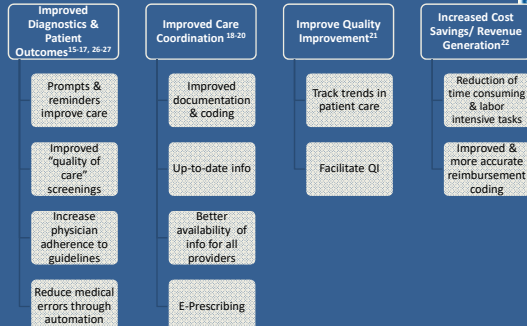 Improved
Diagnostics &
Patient
Outcomes15-17, 26-27
Prompts &
reminders
improve care
Improved
"quality of
care"
screenings
Increase
physician
adherence to
guidelines
Reduce medical
errors through
automation
Improved Care
Coordination 18-20
Improved
documentation
& coding
Up-to-date info
Better
availability of
info for all
providers
E-Prescribing
Improve Quality
Improvement21
Track trends in
patient care
Facilitate QI
Increased Cost
Savings/ Revenue
Generation22
Reduction of
time consuming
& labor
intensive tasks
Improved &
more accurate
reimbursement
coding